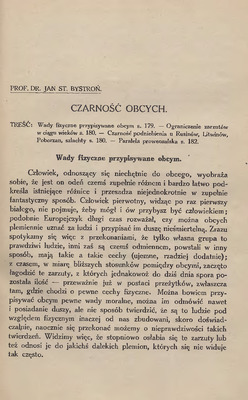 PROF. DR. JAN ST. BYSTROŃ.
CZARNOŚĆ OBCYCH.
TREŚĆ: Wady fizyczne przypisywane obcym s. 179. — Ograniczenie zarzutów
w ciągu wieków s. 180. — Czarność podniebienia u Rusinów, Litwinów,
Pomorzan, szlachty s. 180. — Paralela prowensalska s. 182.
Wady fizyczne przypisywane obcym.
Człowiek, odnoszący się niechętnie do obcego, wyobraża
sobie, że jest on odeń czemś zupełnie różnem i bardzo łatwo pod-
kreśla istniejące różnice i przesadza niejednokrotnie w zupełnie
fantastyczny sposób. Człowiek pierwotny, widząc po raz pierwszy
białego, nie pojmuje, żeby mógł i ów przybysz być człowiekiem;
podobnie Europejczyk długi czas rozważał, czy można obcych
plemiennie uznać za ludzi i przypisać im duszę nieśmiertelną. Zrazu
spotykamy się więc z przekonaniami, że tylko własna grupa to
prawdziwi ludzie, inni zaś są czemś odmiennem, powstali w inny
sposób, mają takie a takie cechy (ujemne, rzadziej dodatnie);
z czasem, w miarę bliższych stosunków pomiędzy obcymi, zaczęto
łagodzić te zarzuty, z których jednakowoż do dziś dnia spora po-
została ilość — przeważnie już w postaci przeżytków, zwłaszcza
tam, gdzie chodzi o pewne cechy fizyczne. Można bowiem przy-
pisywać obcym pewne wady moralne, można im odmówić nawet
i posiadanie duszy, ale nie sposób twierdzić, że są to ludzie pod
względem fizycznym inaczej od nas zbudowani, skoro doświad-
czalnie, naocznie się przekonać możemy o nieprawdziwości takich
twierdzeń. Widzimy więc, że stopniowo osłabia się to zarzuty lub
też odnosi je do jakichś dalekich plemion, których się nie widuje
tak często.